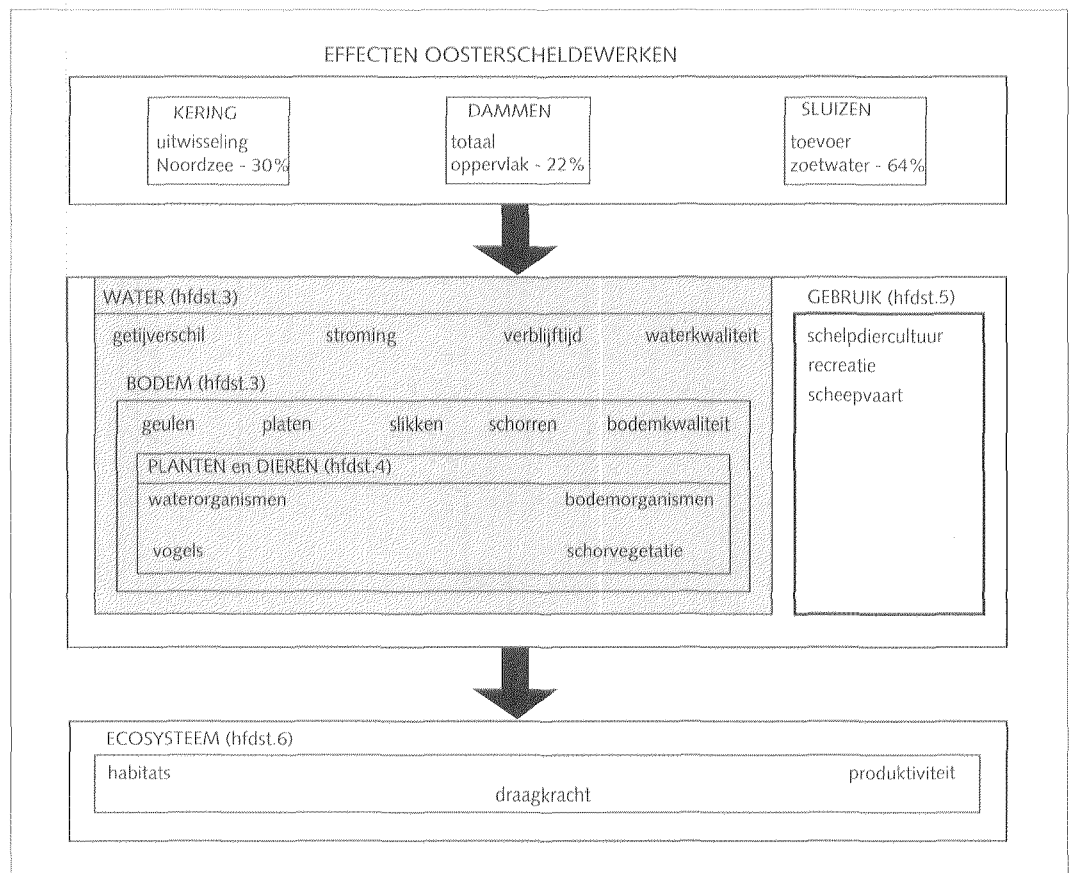 EFFECTEN OOSTERSCHELDEWERKEN
KERING
uitwisseling
Noordzee - 30%
DAMMEN
totaal
oppervlak - 22%
SLUIZEN
toevoer
zoetwater - 64%
WATER (hfdst.3)
getijverschil stroming verblijftijd waterkwaliteit
BODEM (hfdst.3)
geulen platen slikken schorren bodemkwaliteit
PLANTEN en DIEREN (hfdst.4)
waterorganismen bodemorganismen
vogels schorvegetatie
GEBRUIK (hfdst.5)
schelpdiercultuur
recreatie
scheepvaart
ECOSYSTEEM (hfdst.6)
habitats produktiviteit
draagkracht